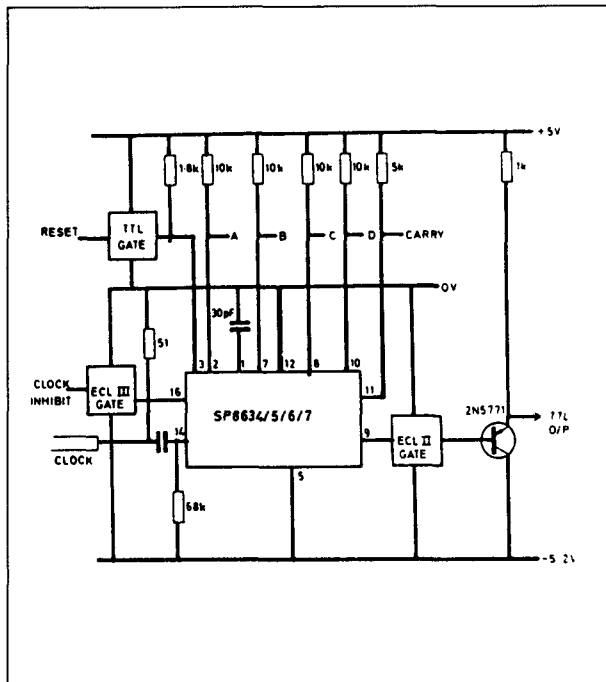 +5V
1·8k 10k 10k 10k 10k 5k 1k
RESET TTL GATE A B C D CARRY
0V
30pF
51
3 2 1 7 12 8 10
CLOCK INHIBIT ECL III GATE 16 SP8634/5/6/7 11 2N5771 TTL O/P
CLOCK 14 9 ECL II GATE
5
68k
-5·2V